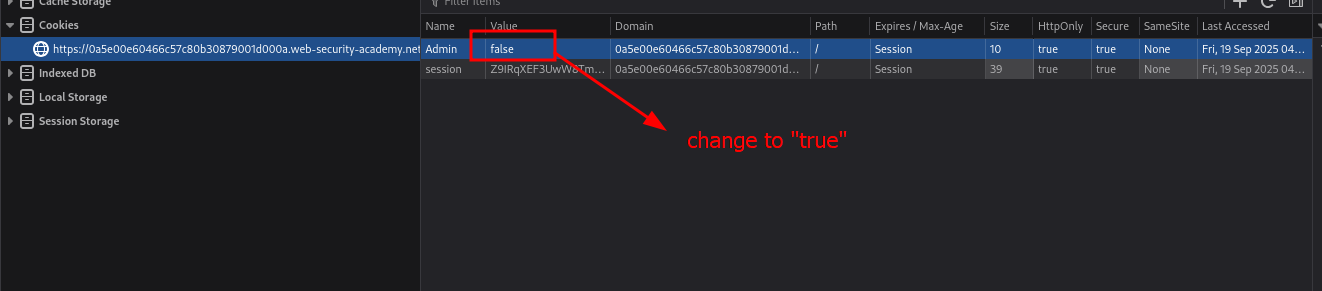 Cache Storage
Filter Items
Cookies
Name Value Domain Path Expires / Max-Age Size HttpOnly Secure SameSite Last Accessed
https://0a5e00e60466c57c80b30879001d000a.web-security-academy.net
Admin false 0a5e00e60466c57c80b30879001d... / Session 10 true true None Fri, 19 Sep 2025 04...
session Z9IRqXEF3UwW8Tm... 0a5e00e60466c57c80b30879001d... / Session 39 true true None Fri, 19 Sep 2025 04...
Indexed DB
Local Storage
Session Storage
change to "true"